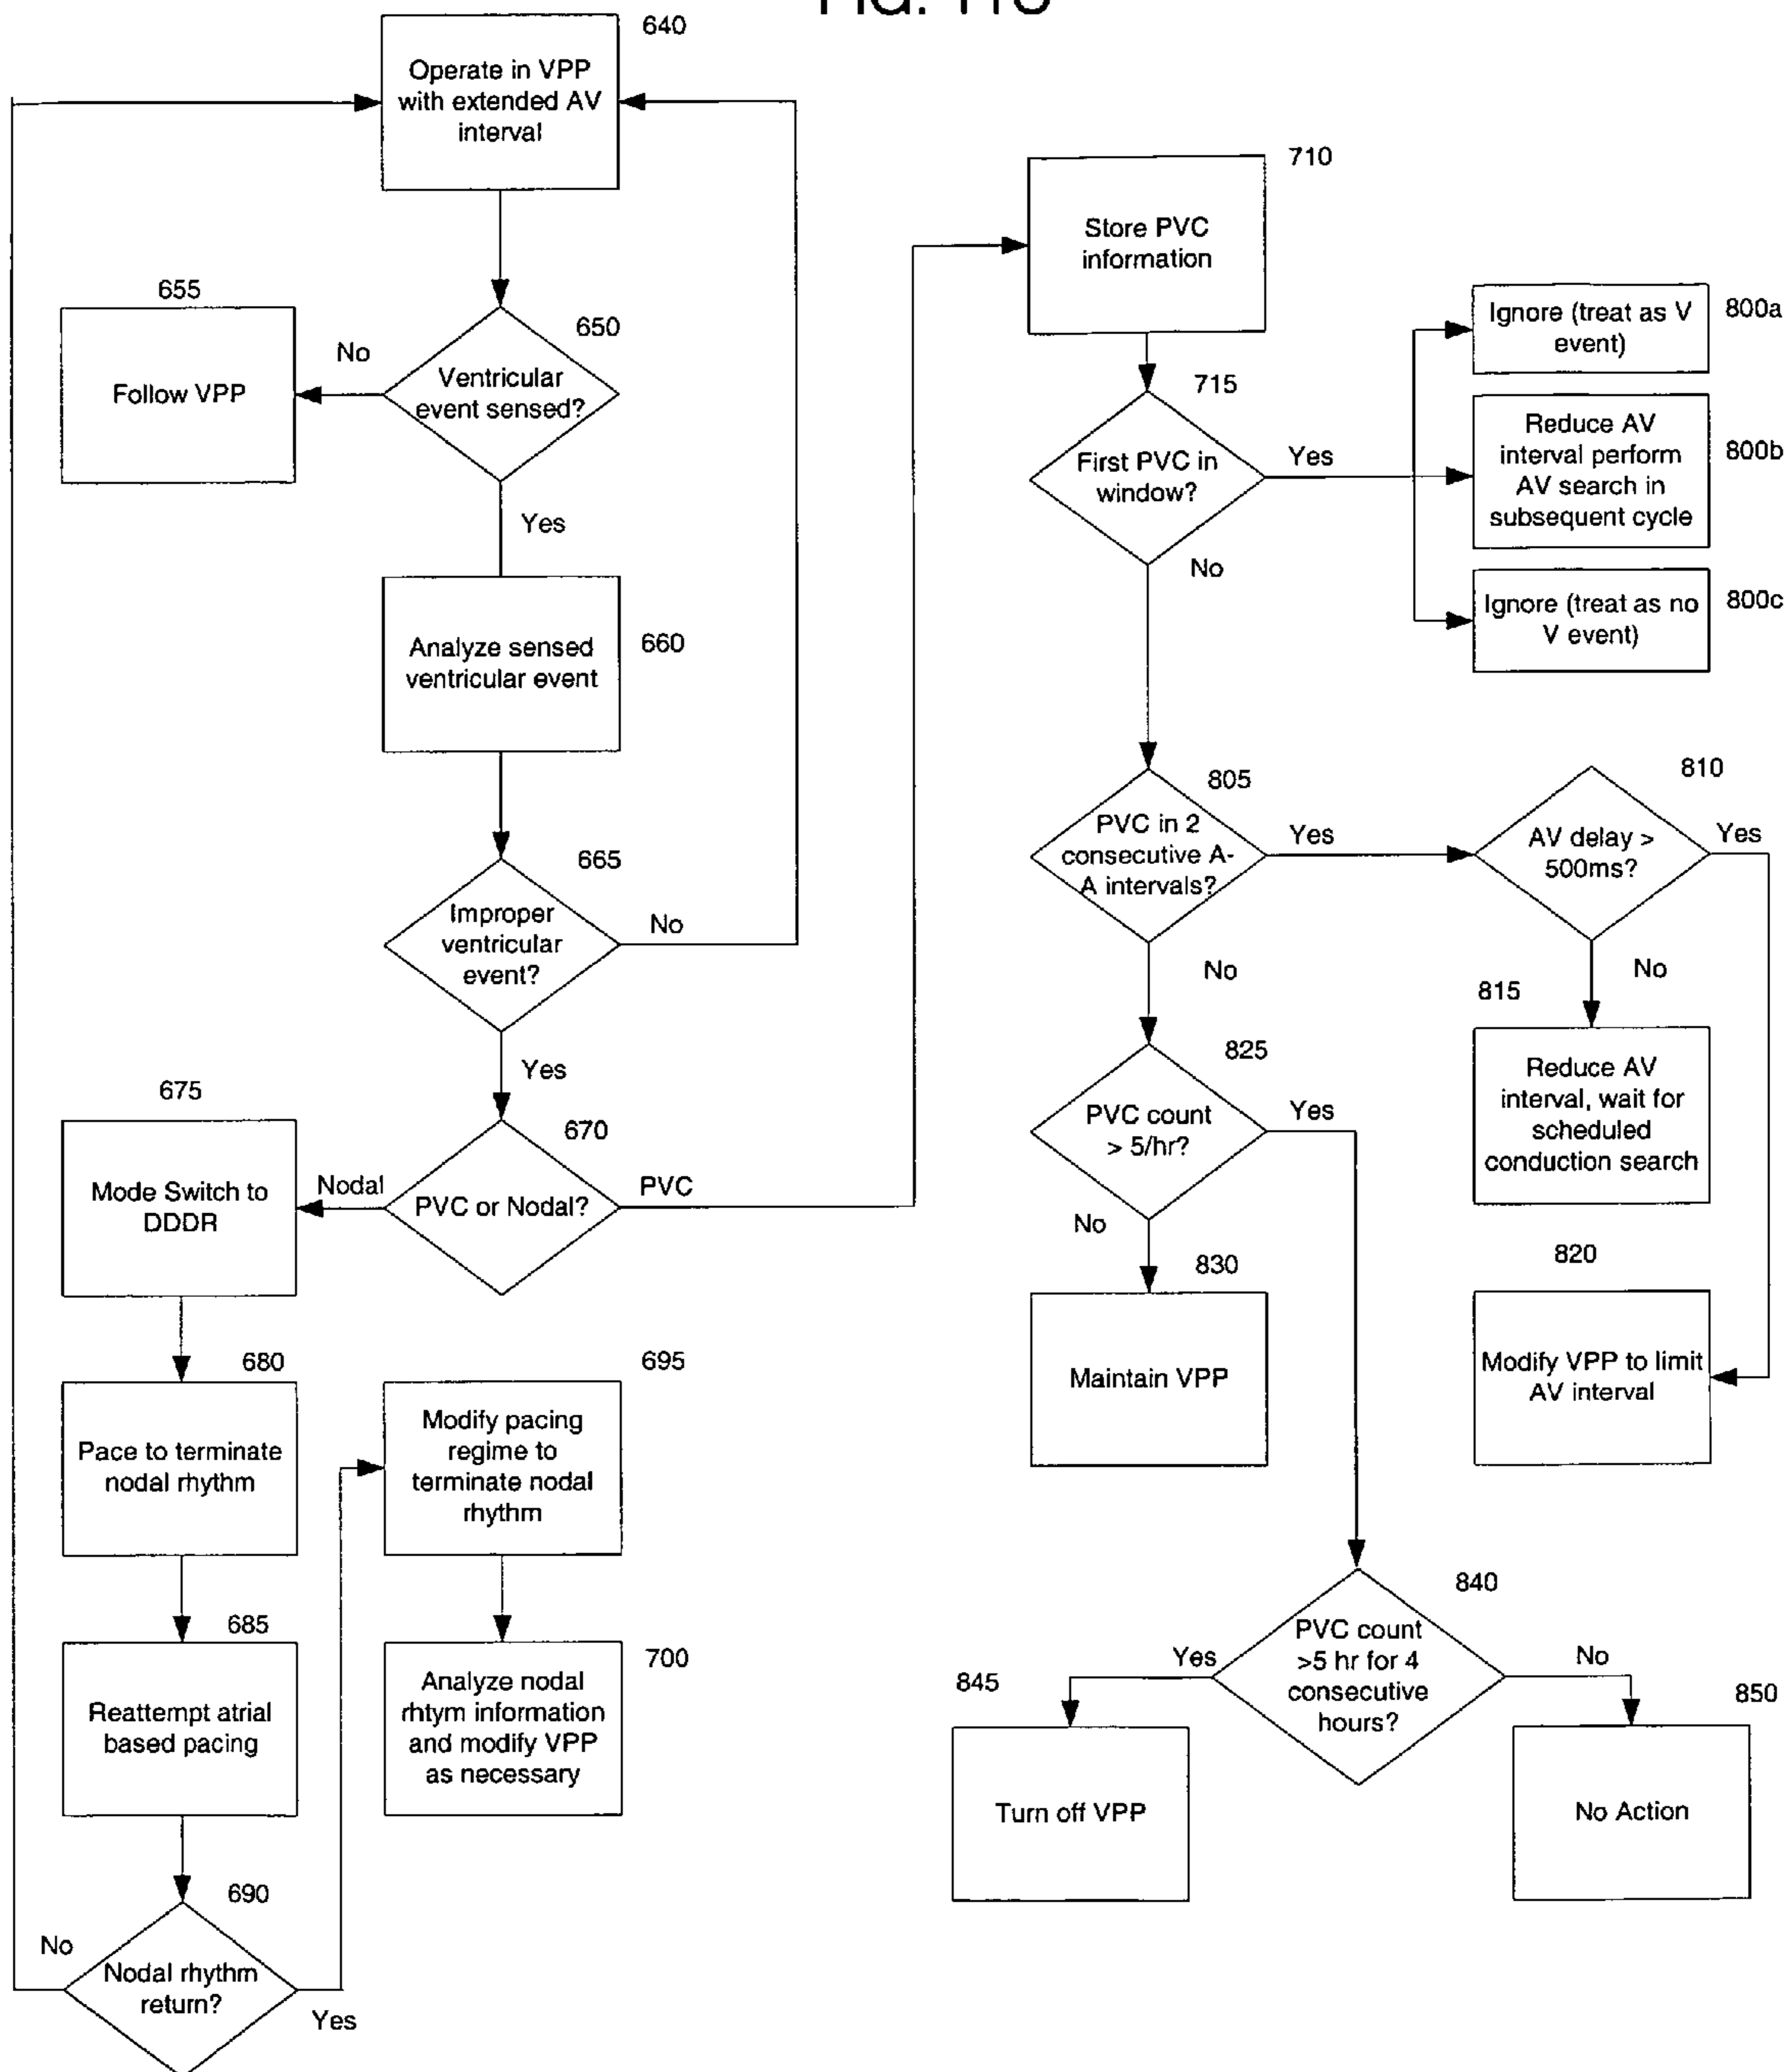 640
Operate in VPP
with extended AV
interval
655
Follow VPP
No
650
Ventricular
event sensed?
Yes
Analyze sensed
ventricular event
660
665
Improper
ventricular
event?
No
Yes
670
PVC or Nodal?
Nodal
PVC
675
Mode Switch to
DDDR
680
Pace to terminate
nodal rhythm
685
Reattempt atrial
based pacing
690
Nodal rhythm
return?
No
Yes
695
Modify pacing
regime to
terminate nodal
rhythm
700
Analyze nodal
rhtym information
and modify VPP
as necessary
710
Store PVC
information
715
First PVC in
window?
Yes
No
Ignore (treat as V
event)
800a
Reduce AV
interval perform
AV search in
subsequent cycle
800b
Ignore (treat as no
V event)
800c
805
PVC in 2
consecutive A-
A intervals?
Yes
No
810
AV delay >
500ms?
Yes
No
815
Reduce AV
interval, wait for
scheduled
conduction search
820
Modify VPP to limit
AV interval
825
PVC count
> 5/hr?
Yes
No
830
Maintain VPP
840
PVC count
>5 hr for 4
consecutive
hours?
Yes
No
845
Turn off VPP
850
No Action